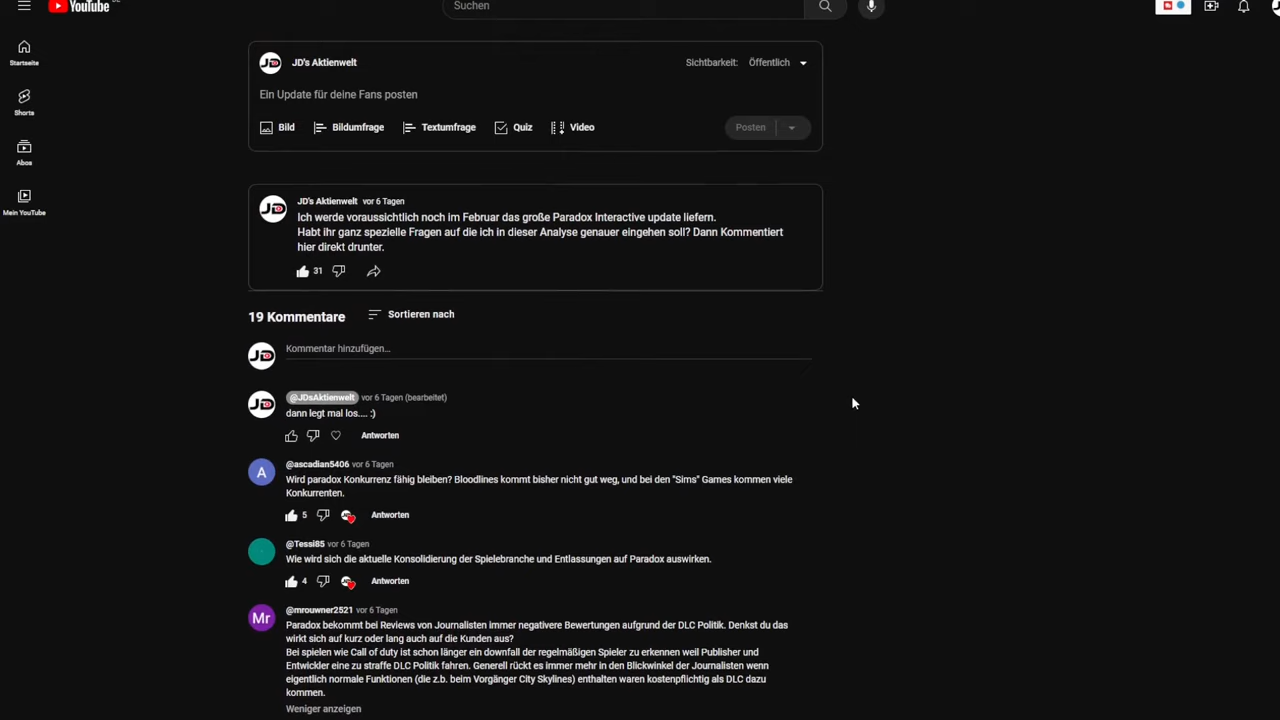 YouTube
Suchen
Startseite
Shorts
Abos
Mein YouTube
JD's Aktienwelt
Sichtbarkeit: Öffentlich
Ein Update für deine Fans posten
Bild Bildumfrage Textumfrage Quiz Video Posten
JD's Aktienwelt vor 6 Tagen
Ich werde voraussichtlich noch im Februar das große Paradox Interactive update liefern.
Habt ihr ganz spezielle Fragen auf die ich in dieser Analyse genauer eingehen soll? Dann Kommentiert
hier direkt drunter.
31
19 Kommentare Sortieren nach
JD Kommentar hinzufügen...
@JDsAktienwelt vor 6 Tagen (bearbeitet)
dann legt mal los.... :)
Antworten
A @ascadian5406 vor 6 Tagen
Wird paradox Konkurrenz fähig bleiben? Bloodlines kommt bisher nicht gut weg, und bei den "Sims" Games kommen viele
Konkurrenten.
5 Antworten
@Tessi85 vor 6 Tagen
Wie wird sich die aktuelle Konsolidierung der Spielebranche und Entlassungen auf Paradox auswirken.
4 Antworten
Mr @mrouwner2521 vor 6 Tagen
Paradox bekommt bei Reviews von Journalisten immer negativere Bewertungen aufgrund der DLC Politik. Denkst du das
wirkt sich auf kurz oder lang auch auf die Kunden aus?
Bei spielen wie Call of duty ist schon länger ein downfall der regelmäßigen Spieler zu erkennen weil Publisher und
Entwickler eine zu straffe DLC Politik fahren. Generell rückt es immer mehr in den Blickwinkel der Journalisten wenn
eigentlich normale Funktionen (die z.b. beim Vorgänger City Skylines) enthalten waren kostenpflichtig als DLC dazu
kommen.
Weniger anzeigen